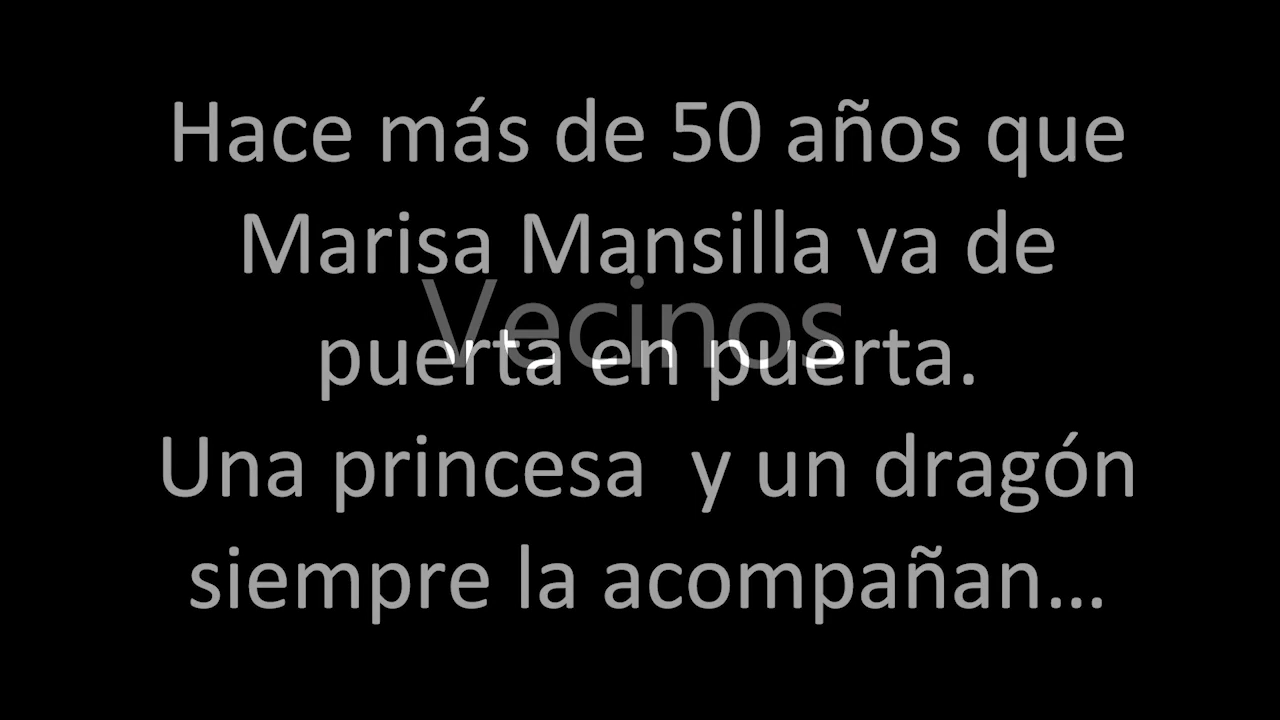 Hace más de 50 años que
Marisa Mansilla va de
Vecinos
puerta en puerta.
Una princesa y un dragón
siempre la acompañan...